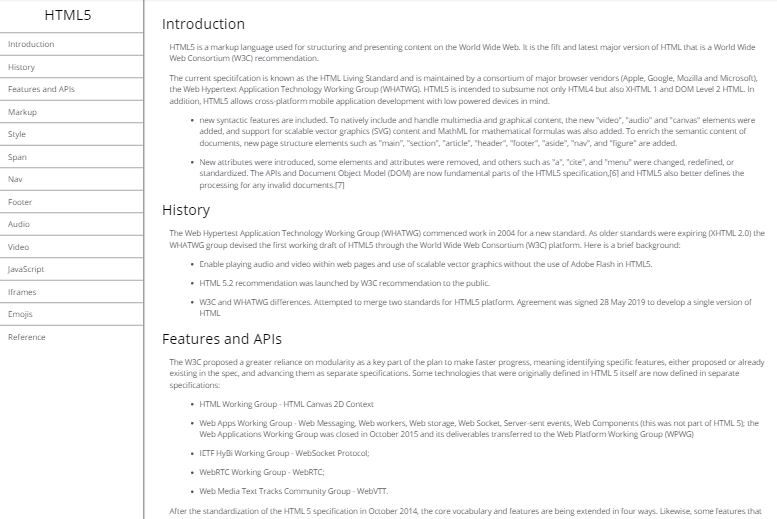 HTML5
Introduction
History
Features and APIs
Markup
Style
Span
Nav
Footer
Audio
Video
JavaScript
Iframes
Emojis
Reference
Introduction
HTML5 is a markup language used for structuring and presenting content on the World Wide Web. It is the fift and latest major version of HTML that is a World Wide
Web Consortium (W3C) recommendation.
The current specitifcation is known as the HTML Living Standard and is maintained by a consortium of major browser vendors (Apple, Google, Mozilla and Microsoft),
the Web Hypertext Application Technology Working Group (WHATWG). HTML5 is intended to subsume not only HTML4 but also XHTML 1 and DOM Level 2 HTML. In
addition, HTML5 allows cross-platform mobile application development with low powered devices in mind.
• new syntactic features are included. To natively include and handle multimedia and graphical content, the new "video", "audio" and "canvas" elements were
added, and support for scalable vector graphics (SVG) content and MathML for mathematical formulas was also added. To enrich the semantic content of
documents, new page structure elements such as "main", "section", "article", "header", "footer", "aside", "nav", and "figure" are added.
• New attributes were introduced, some elements and attributes were removed, and others such as "a", "cite", and "menu" were changed, redefined, or
standardized. The APIs and Document Object Model (DOM) are now fundamental parts of the HTML5 specification,[6] and HTML5 also better defines the
processing for any invalid documents.[7]
History
The Web Hypertest Application Technology Working Group (WHATWG) commenced work in 2004 for a new standard. As older standards were expiring (XHTML 2.0) the
WHATWG group devised the first working draft of HTML5 through the World Wide Web Consortium (W3C) platform. Here is a brief background:
• Enable playing audio and video within web pages and use of scalable vector graphics without the use of Adobe Flash in HTML5.
• HTML 5.2 recommendation was launched by W3C recommendation to the public.
• W3C and WHATWG differences. Attempted to merge two standards for HTML5 platform. Agreement was signed 28 May 2019 to develop a single version of
HTML
Features and APIs
The W3C proposed a greater reliance on modularity as a key part of the plan to make faster progress, meaning identifying specific features, either proposed or already
existing in the spec, and advancing them as separate specifications. Some technologies that were originally defined in HTML 5 itself are now defined in separate
specifications:
• HTML Working Group - HTML Canvas 2D Context
• Web Apps Working Group - Web Messaging, Web workers, Web storage, Web Socket, Server-sent events, Web Components (this was not part of HTML 5); the
Web Applications Working Group was closed in October 2015 and its deliverables transferred to the Web Platform Working Group (WPWG)
• ICTF HyBi Working Group - WebSocket Protocol;
• WebRTC Working Group - WebRTC;
• Web Media Text Tracks Community Group - WebVTT.
After the standardization of the HTML 5 specification in October 2014, the core vocabulary and features are being extended in four ways. Likewise, some features that